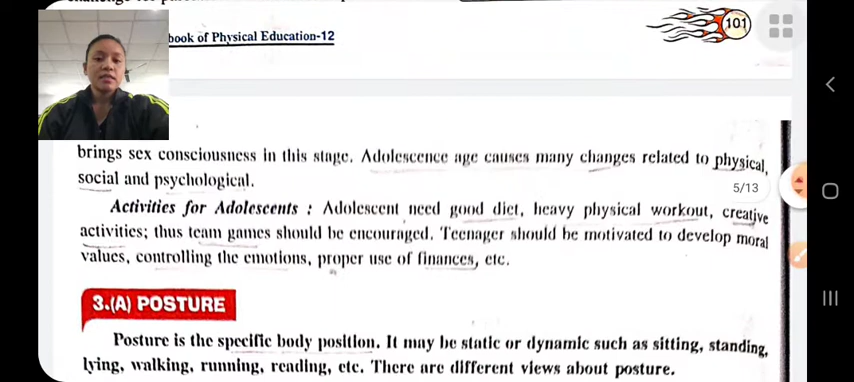 book of Physical Education-12
101
brings sex consciousness in this stage. Adolescence age causes many changes related to physical,
social and psychological.
5/13
Activities for Adolescents : Adolescent need good diet, heavy physical workout, creative
activities; thus team games should be encouraged. Teenager should be motivated to develop moral
values, controlling the emotions, proper use of finances, etc.
3.(A) POSTURE
Posture is the specific body position. It may be static or dynamic such as sitting, standing,
lying, walking, running, reading, etc. There are different views about posture.